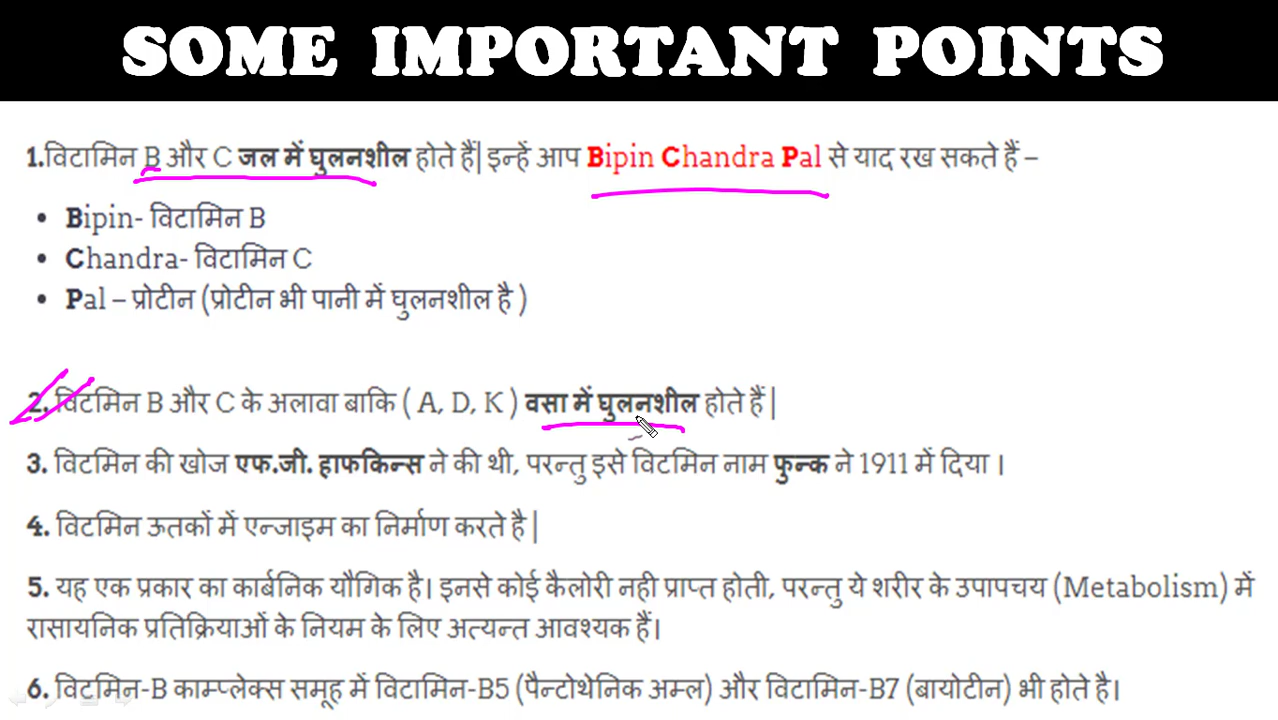 SOME IMPORTANT POINTS
1.विटामिन B और C जल में घुलनशील होते हैं| इन्हें आप Bipin Chandra Pal से याद रख सकते हैं –
• Bipin- विटामिन B
• Chandra- विटामिन C
• Pal – प्रोटीन (प्रोटीन भी पानी में घुलनशील है )
2. विटमिन B और C के अलावा बाकि ( A, D, K ) वसा में घुलनशील होते हैं |
3. विटमिन की खोज एफ.जी. हाफकिन्स ने की थी, परन्तु इसे विटमिन नाम फुन्क ने 1911 में दिया ।
4. विटमिन ऊतकों में एन्जाइम का निर्माण करते है |
5. यह एक प्रकार का कार्बनिक यौगिक है। इनसे कोई कैलोरी नही प्राप्त होती, परन्तु ये शरीर के उपापचय (Metabolism) में
रासायनिक प्रतिक्रियाओं के नियम के लिए अत्यन्त आवश्यक हैं।
6. विटमिन-B काम्प्लेक्स समूह में विटामिन-B5 (पैन्टोथेनिक अम्ल) और विटामिन-B7 (बायोटीन) भी होते है।